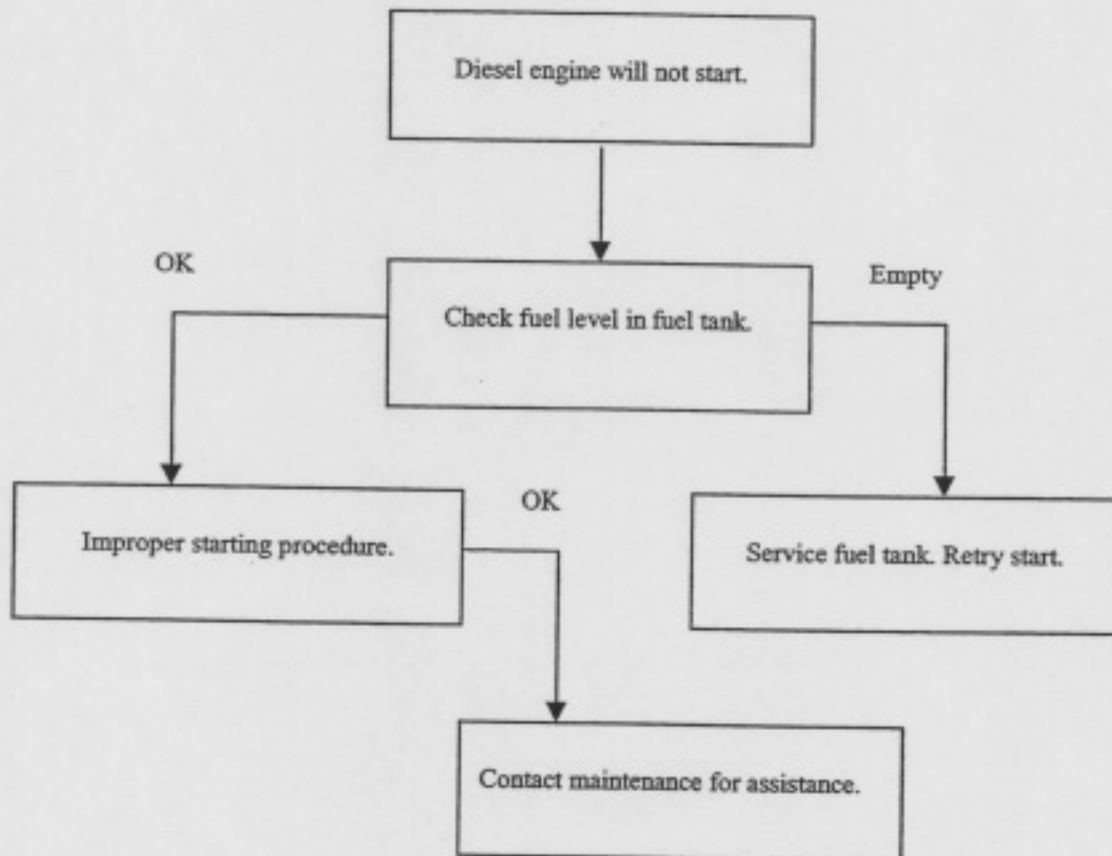 Diesel engine will not start.
OK
Empty
Check fuel level in fuel tank.
OK
Improper starting procedure.
Service fuel tank. Retry start.
Contact maintenance for assistance.